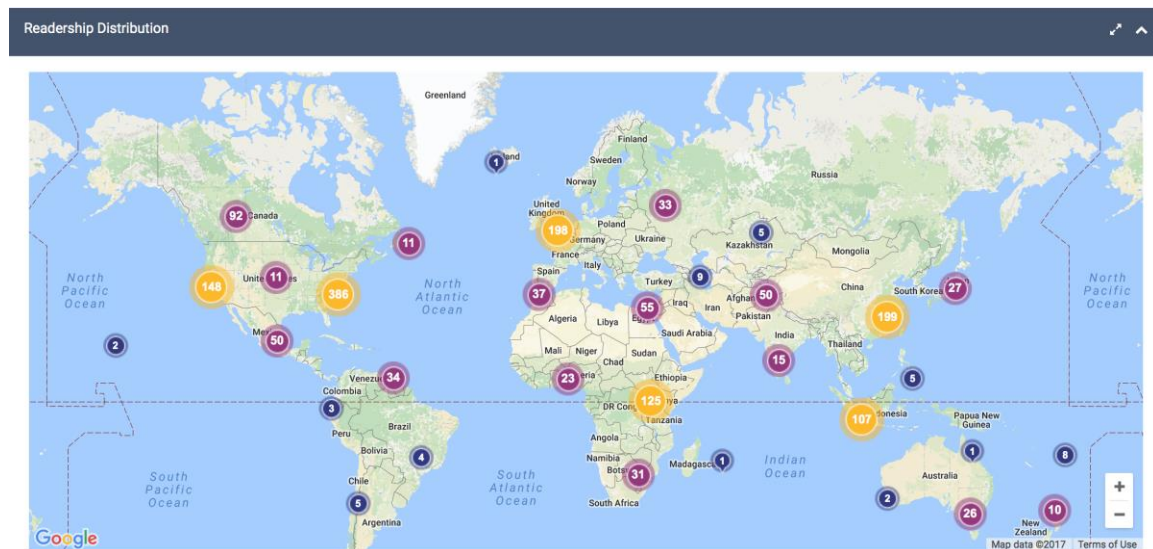 Readership Distribution
Greenland
1
Finland
Sweden
Russia
Norway
92
United
Kingdom
33
Poland
11
198
Ukraine
5
Kazakhstan
Mongolia
France
Italy
148
11
386
North
Pacific
Ocean
North
Atlantic
Ocean
Spain
37
Turkey
9
50
China
South Korea
27
North
Pacific
Ocean
55
Iraq
Iran
Pakistan
199
Algeria
Libya
Saudi Arabia
India
Thailand
2
50
15
Mali
Niger
Chad
Sudan
34
23
Ethiopia
5
Colombia
3
125
DR Con
Tanzania
107
Papua New
Guinea
Peru
Brazil
Angola
Bolivia
4
Namibia
31
Madagasc
1
Indian
Ocean
1
8
Australia
South
Pacific
Ocean
Chile
5
South
Atlantic
Ocean
South Africa
2
26
10
Argentina
New
Zealand
+
−
Google
Map data ©2017
Terms of Use